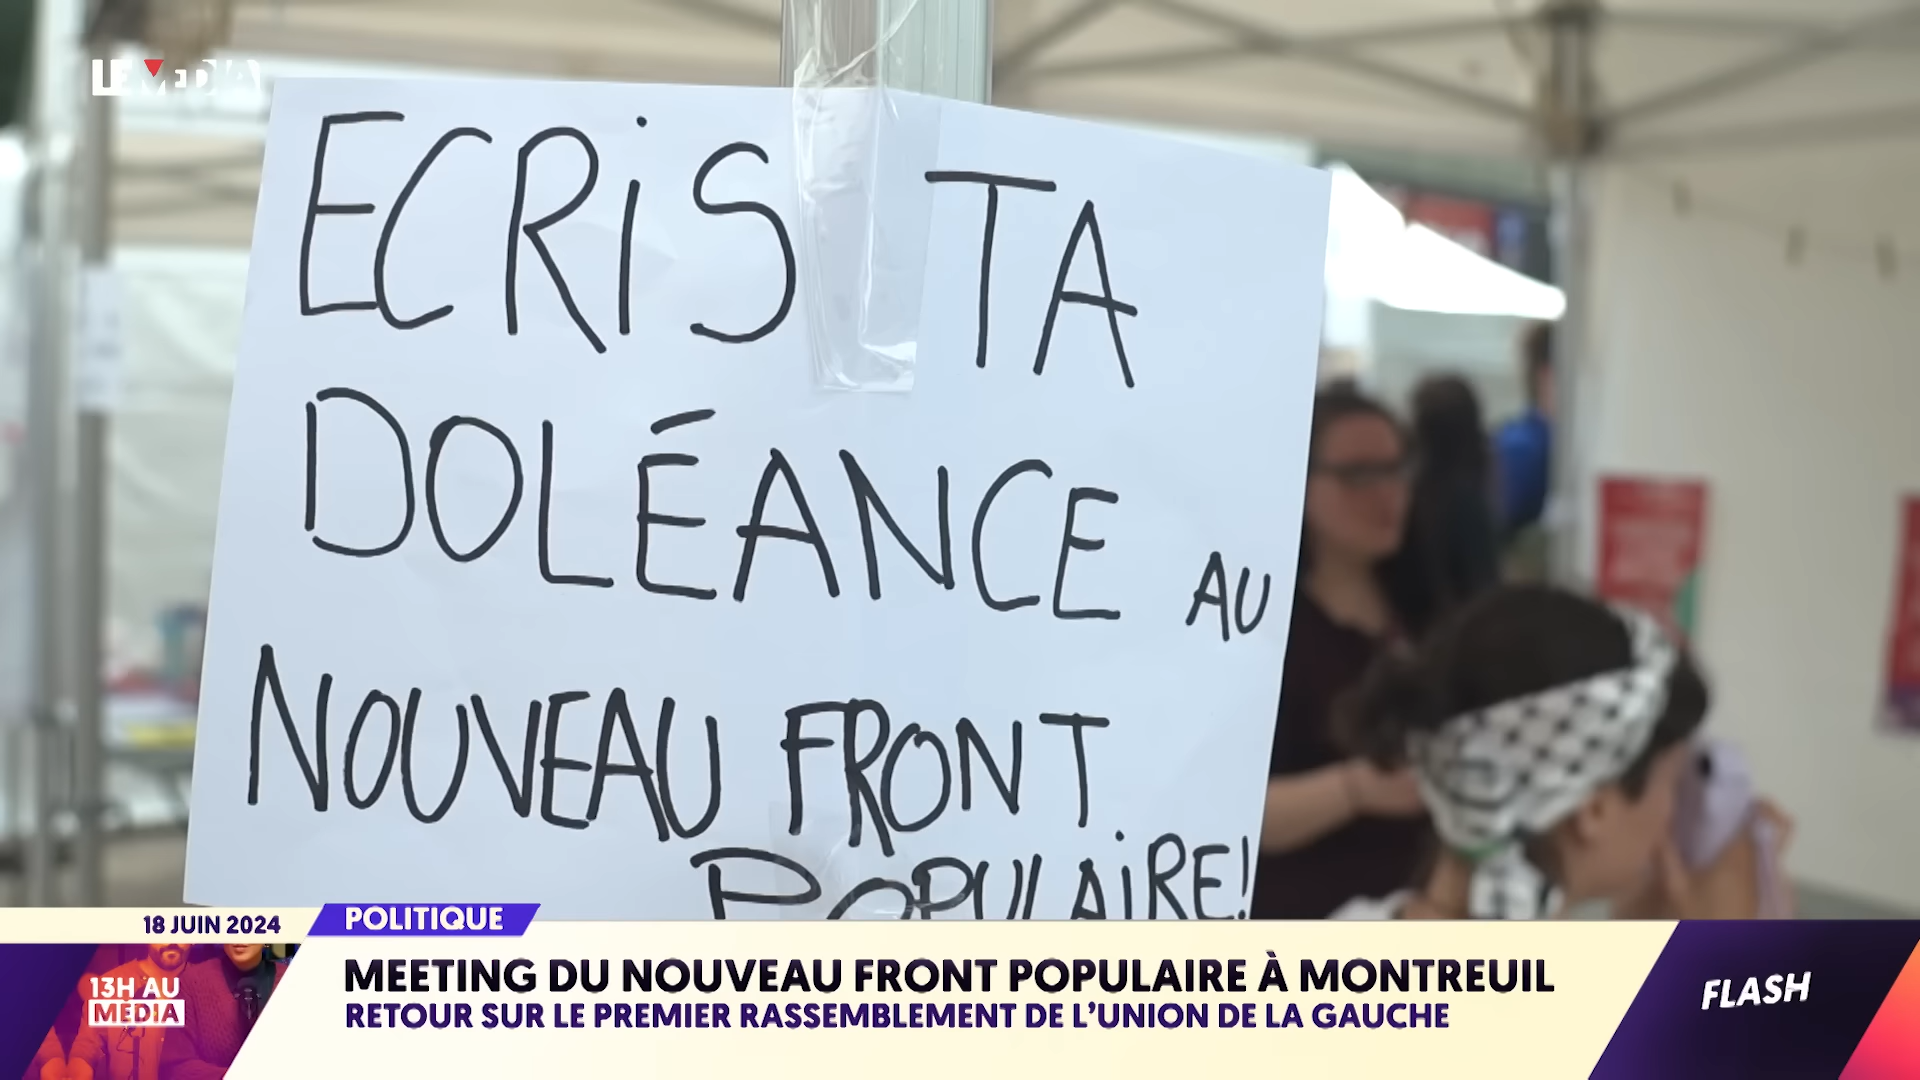 LE MEDIA
ECRIS TA
DOLÉANCE AU
NOUVEAU FRONT
POPULAIRE!
18 JUIN 2024
POLITIQUE
13H AU
MÉDIA
MEETING DU NOUVEAU FRONT POPULAIRE À MONTREUIL
RETOUR SUR LE PREMIER RASSEMBLEMENT DE L'UNION DE LA GAUCHE
FLASH